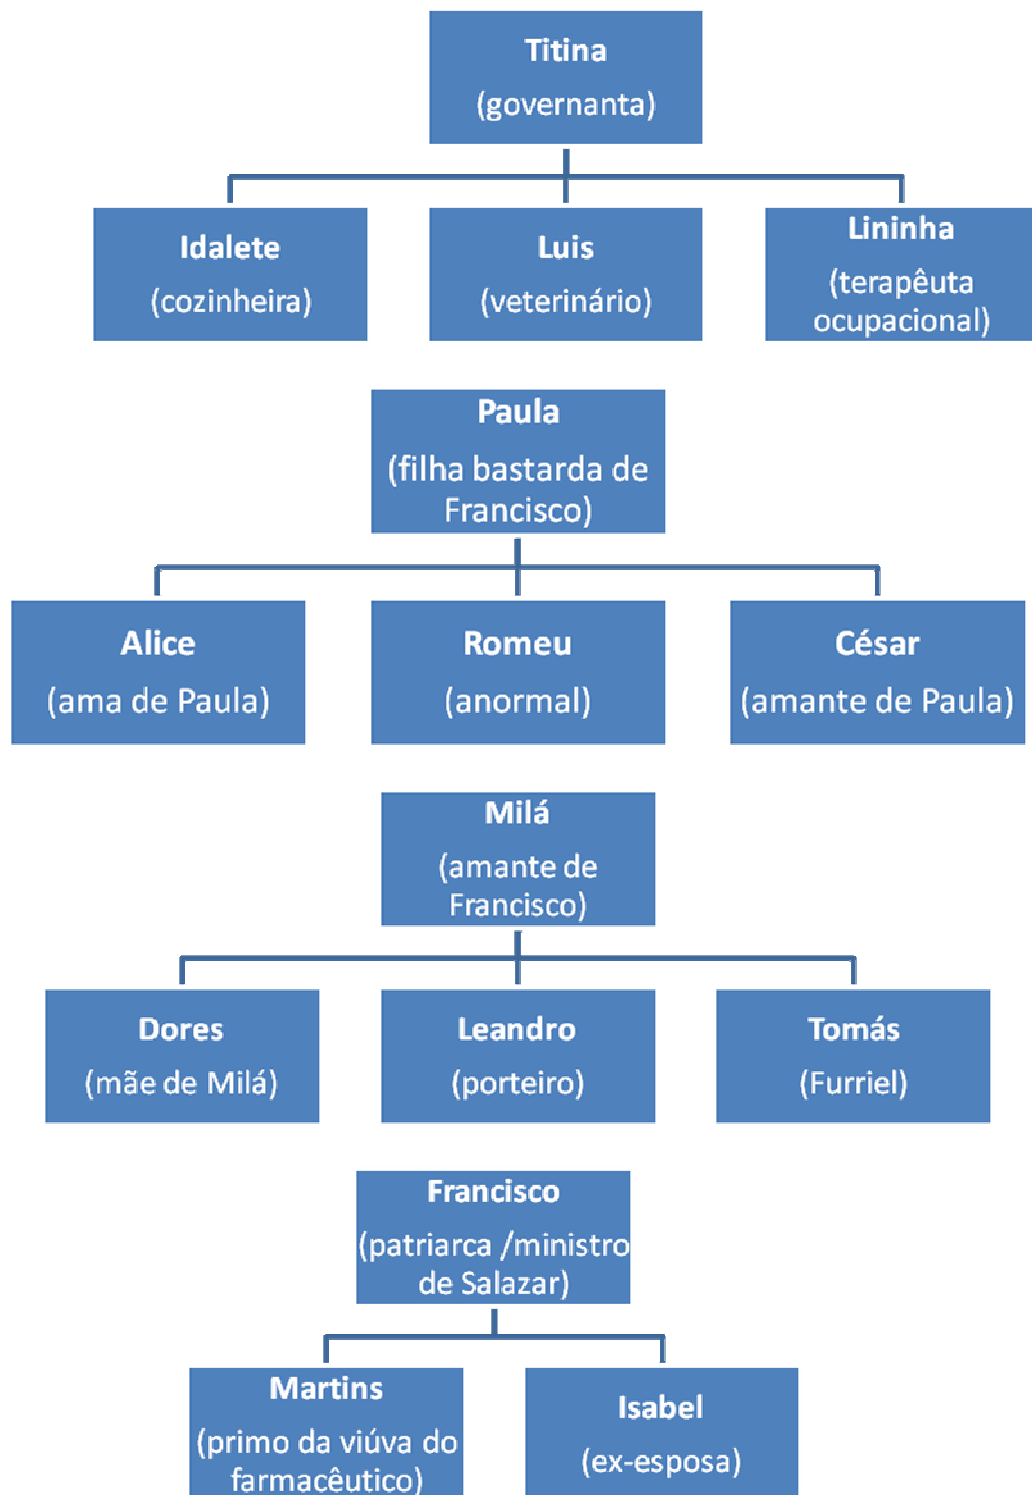 Titina
(governanta)
Idalete
(cozinheira)
Luis
(veterinário)
Lininha
(terapêuta
ocupacional)
Paula
(filha bastarda de
Francisco)
Alice
(ama de Paula)
Romeu
(anormal)
César
(amante de Paula)
Milá
(amante de
Francisco)
Dores
(mãe de Milá)
Leandro
(porteiro)
Tomás
(Furriel)
Francisco
(patriarca /ministro
de Salazar)
Martins
(primo da viúva do
farmacêutico)
Isabel
(ex-esposa)